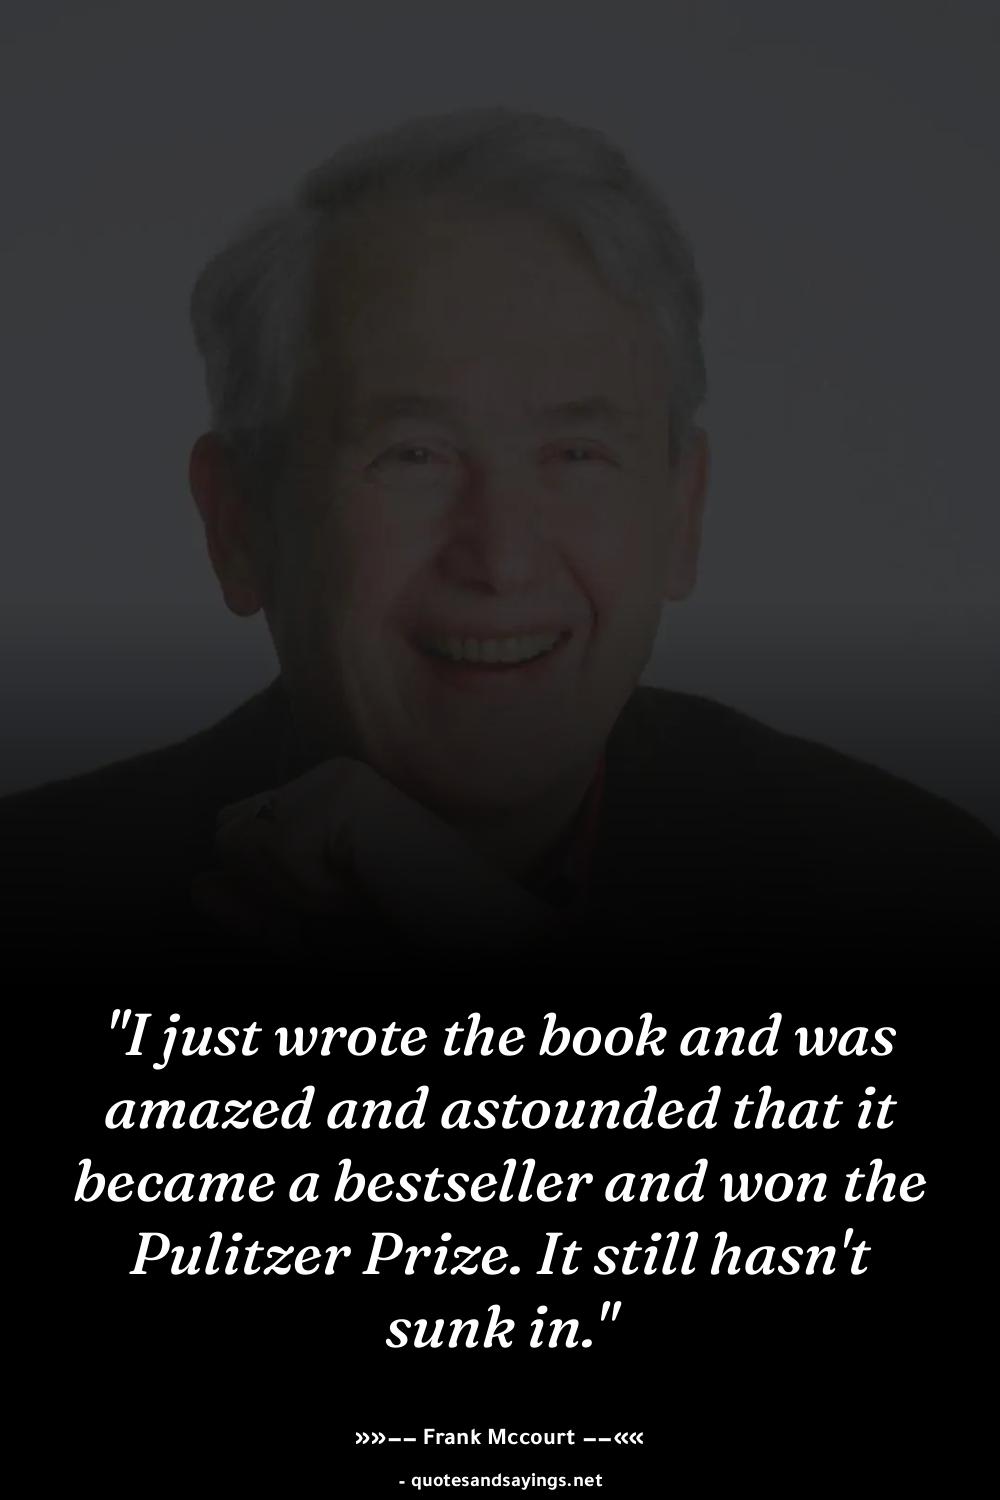 "I just wrote the book and was
amazed and astounded that it
became a bestseller and won the
Pulitzer Prize. It still hasn't
sunk in."
»»–– Frank Mccourt ––««
- quotesandsayings.net